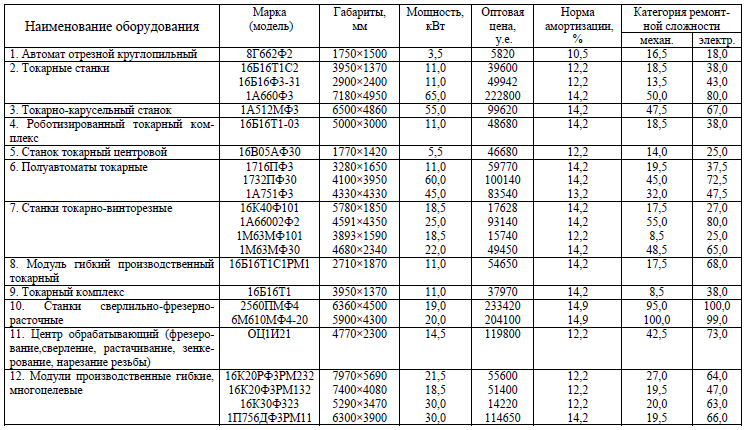 Наименование оборудования Марка (модель) Габариты, мм Мощность, кВт Оптовая цена, у.е. Норма амортизации, % Категория ремонтной сложности
механ. электр.
1. Автомат отрезной круглопильный 8Г662Ф2 1750×1500 3,5 5820 10,5 16,5 18,0
2. Токарные станки 16Б16Т1С2 3950×1370 11,0 39600 12,2 18,5 38,0
16Б16Ф3-31 2900×2400 11,0 49942 12,2 13,5 43,0
1А660Ф3 7180×4950 65,0 222800 14,2 50,0 80,0
3. Токарно-карусельный станок 1А512МФ3 6500×4860 55,0 99620 14,2 47,5 67,0
4. Роботизированный токарный ком- 16Б16Т1-03 5000×3000 11,0 48680 14,2 18,5 38,0
плекс
5. Станок токарный центровой 16В05АФ30 1770×1420 5,5 46680 12,2 14,0 25,0
6. Полуавтоматы токарные 1716ПФ3 3280×1650 11,0 59770 14,2 19,5 37,5
1732ПФ30 4100×3950 60,0 100140 14,2 45,0 72,5
1А751Ф3 4330×4330 45,0 83540 13,2 32,0 47,5
7. Станки токарно-винторезные 16К40Ф101 5780×1850 18,5 17628 14,2 17,5 27,0
1А66002Ф2 4591×4350 25,0 93140 14,2 55,0 80,0
1М63МФ101 3893×1590 18,5 15740 12,2 8,5 25,0
1М63МФ30 4680×2340 22,0 49450 14,2 48,5 65,0
8. Модуль гибкий производственный 16Б16Т1С1РМ1 2710×1870 11,0 54650 14,2 17,5 68,0
токарный
9. Токарный комплекс 16Б16Т1 3950×1370 11,0 37970 14,2 8,5 38,0
10. Станки сверлильно-фрезерно- 2560ПМФ4 6360×4500 19,0 233420 14,9 95,0 100,0
расточные 6М610МФ4-20 5900×4300 20,0 204100 14,9 100,0 99,0
11. Центр обрабатывающий (фрезеро- ОЦ1И21 4770×2300 14,5 119800 12,2 42,5 73,0
вание,сверление, растачивание, зенке-
рование, нарезание резьбы)
12. Модули производственные гибкие, 16К20РФ3РМ232 7970×5690 21,5 55600 12,2 27,0 64,0
многоцелевые 16К20Ф3РМ132 7400×4080 18,5 51400 12,2 19,5 47,0
16К30Ф323 5290×3470 30,0 14220 12,2 20,0 63,0
1П756ДФ3РМ11 6300×3900 30,0 114650 14,2 19,5 66,0